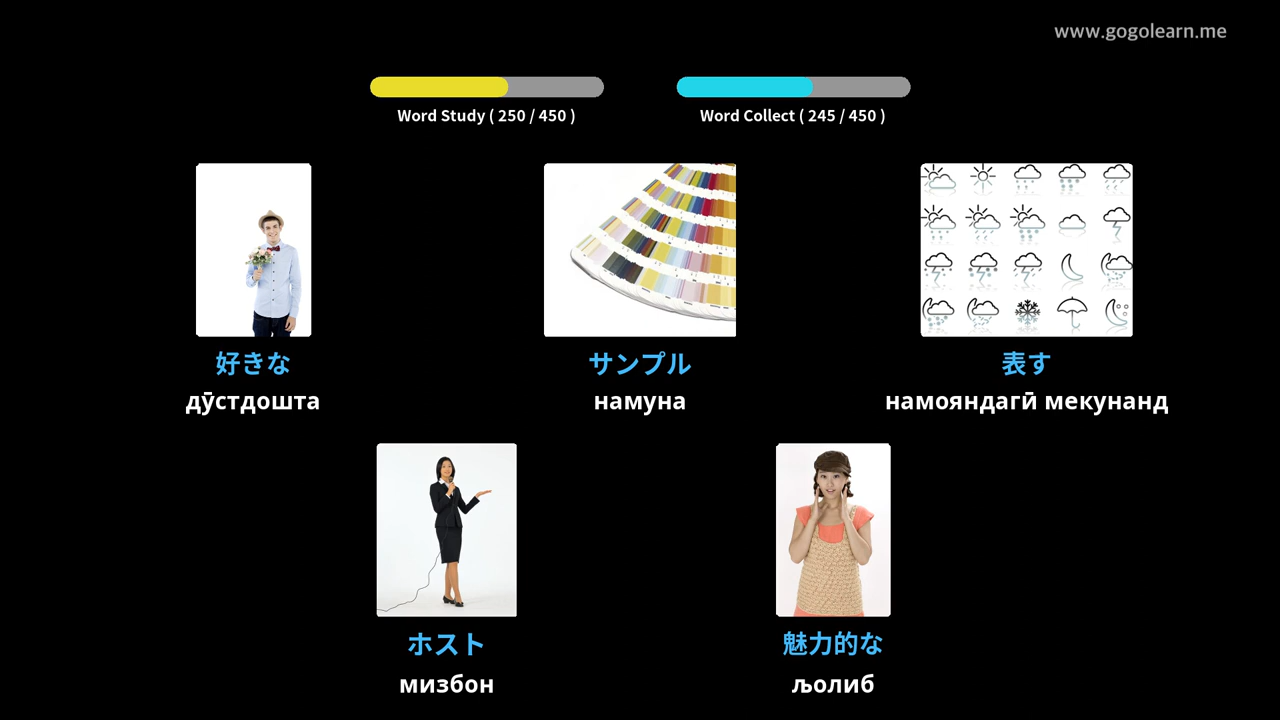 www.gogolearn.me
Word Study ( 250 / 450 )
Word Collect ( 245 / 450 )
好きな
дӯстдошта
サンプル
намуна
表す
намояндагӣ мекунанд
ホスト
мизбон
魅力的な
љолиб